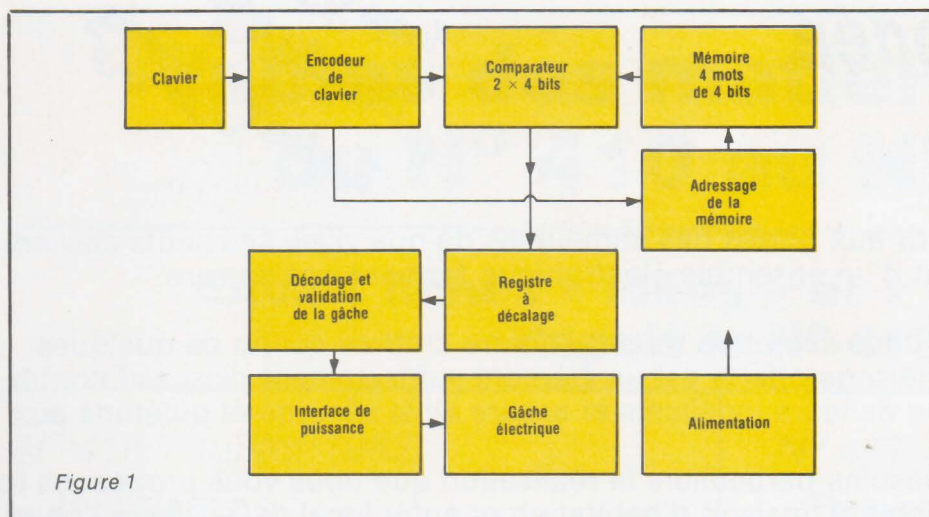 Clavier
Encodeur
de
clavier
Comparateur
2 × 4 bits
Mémoire
4 mots
de 4 bits
Adressage
de la
mémoire
Décodage et
validation
de la gâche
Registre
à
décalage
Interface de
puissance
Gâche
électrique
Alimentation
Figure 1